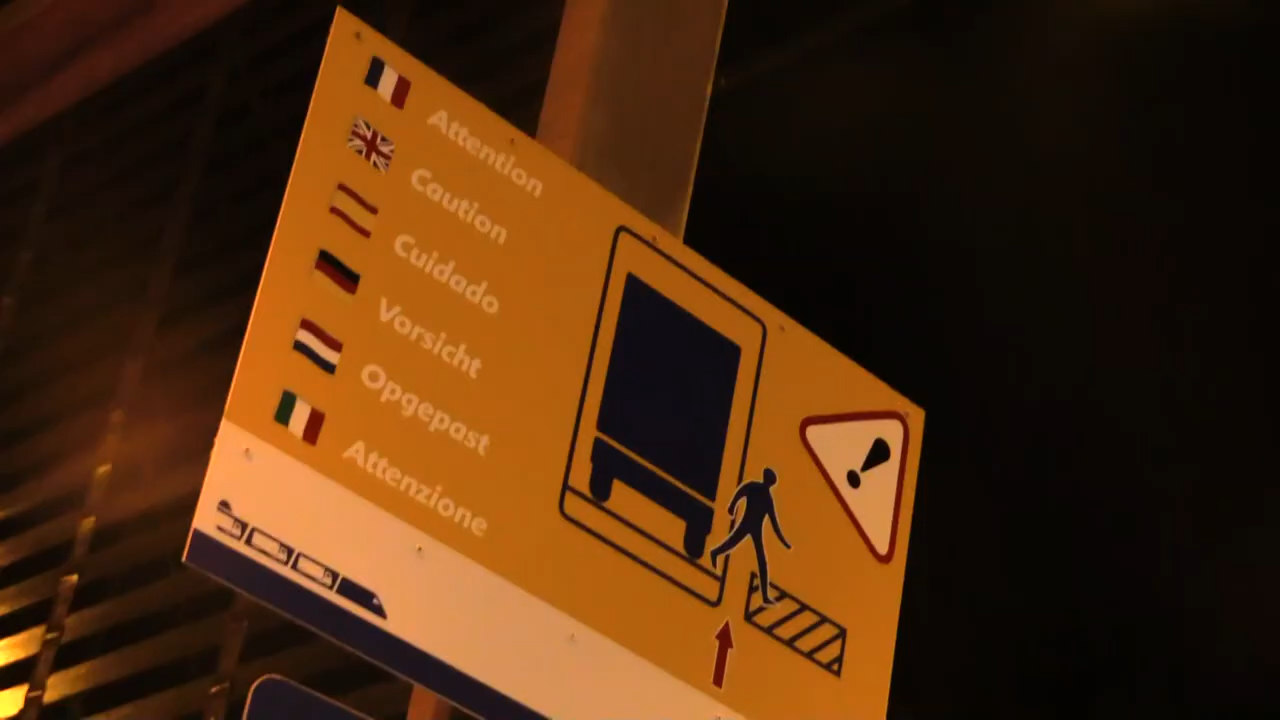 Attention
Caution
Cuidado
Vorsicht
Opgepast
Attenzione